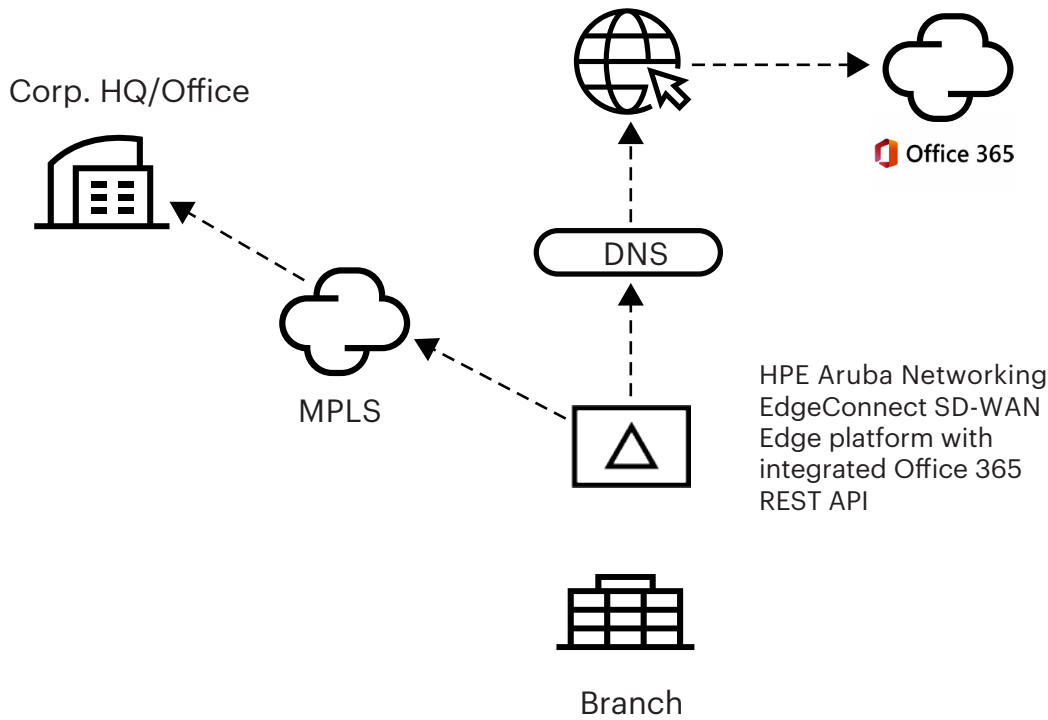 Corp. HQ/Office
Office 365
DNS
MPLS
HPE Aruba Networking
EdgeConnect SD-WAN
Edge platform with
integrated Office 365
REST API
Branch